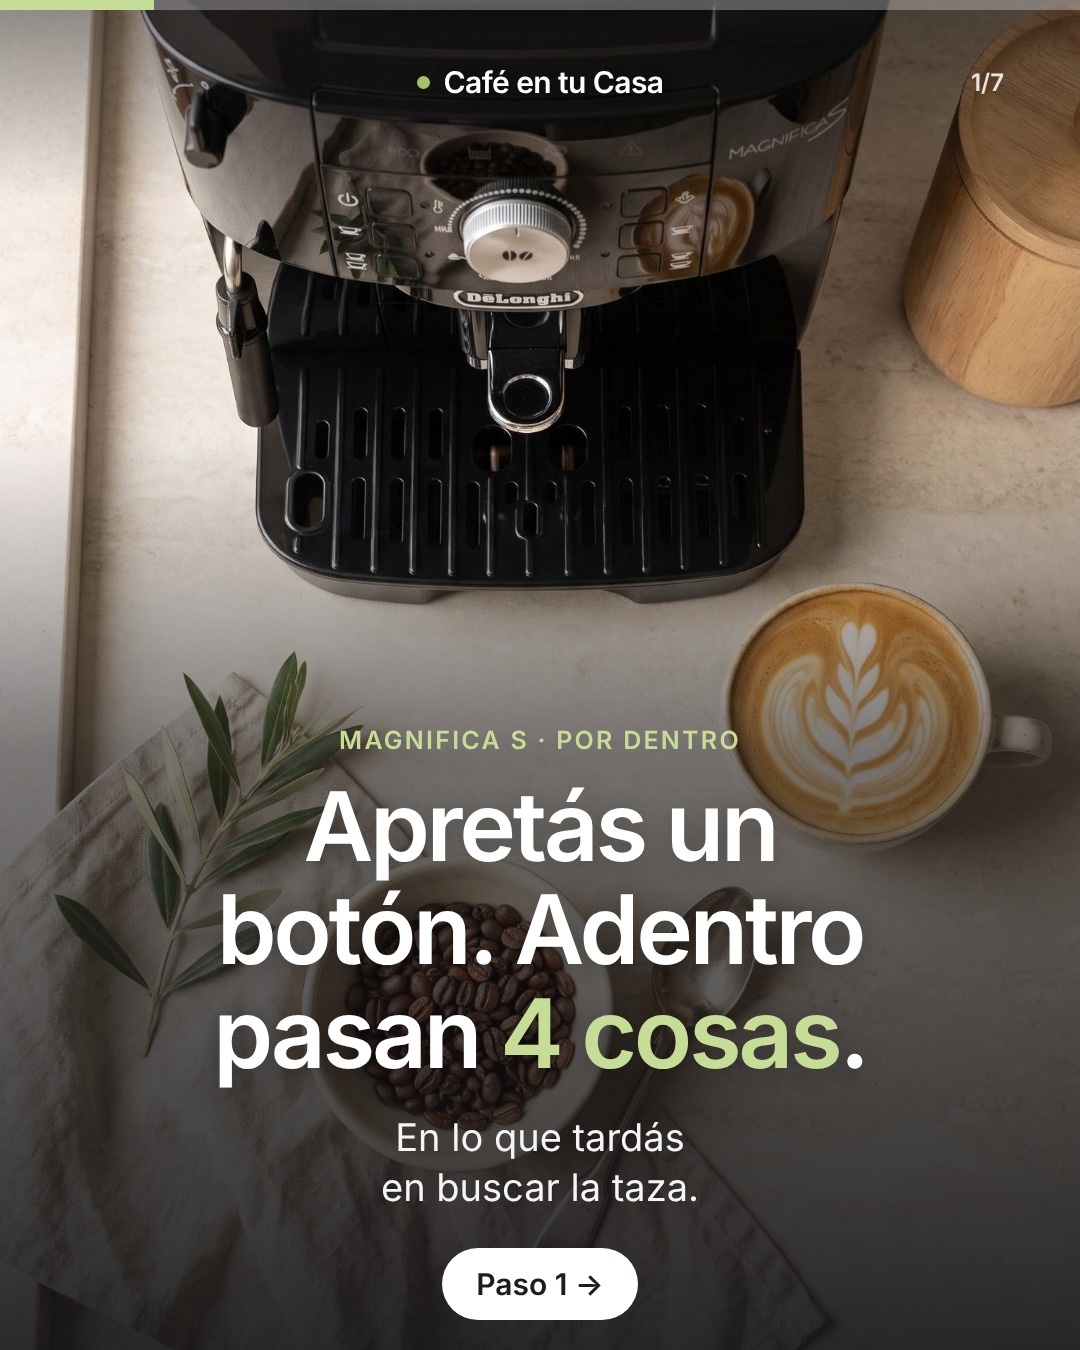 Café en tu Casa
1/7
MAGNIFICA S
DeLonghi
MAGNIFICA S · POR DENTRO
Apretás un
botón. Adentro
pasan 4 cosas.
En lo que tardás
en buscar la taza.
Paso 1 →